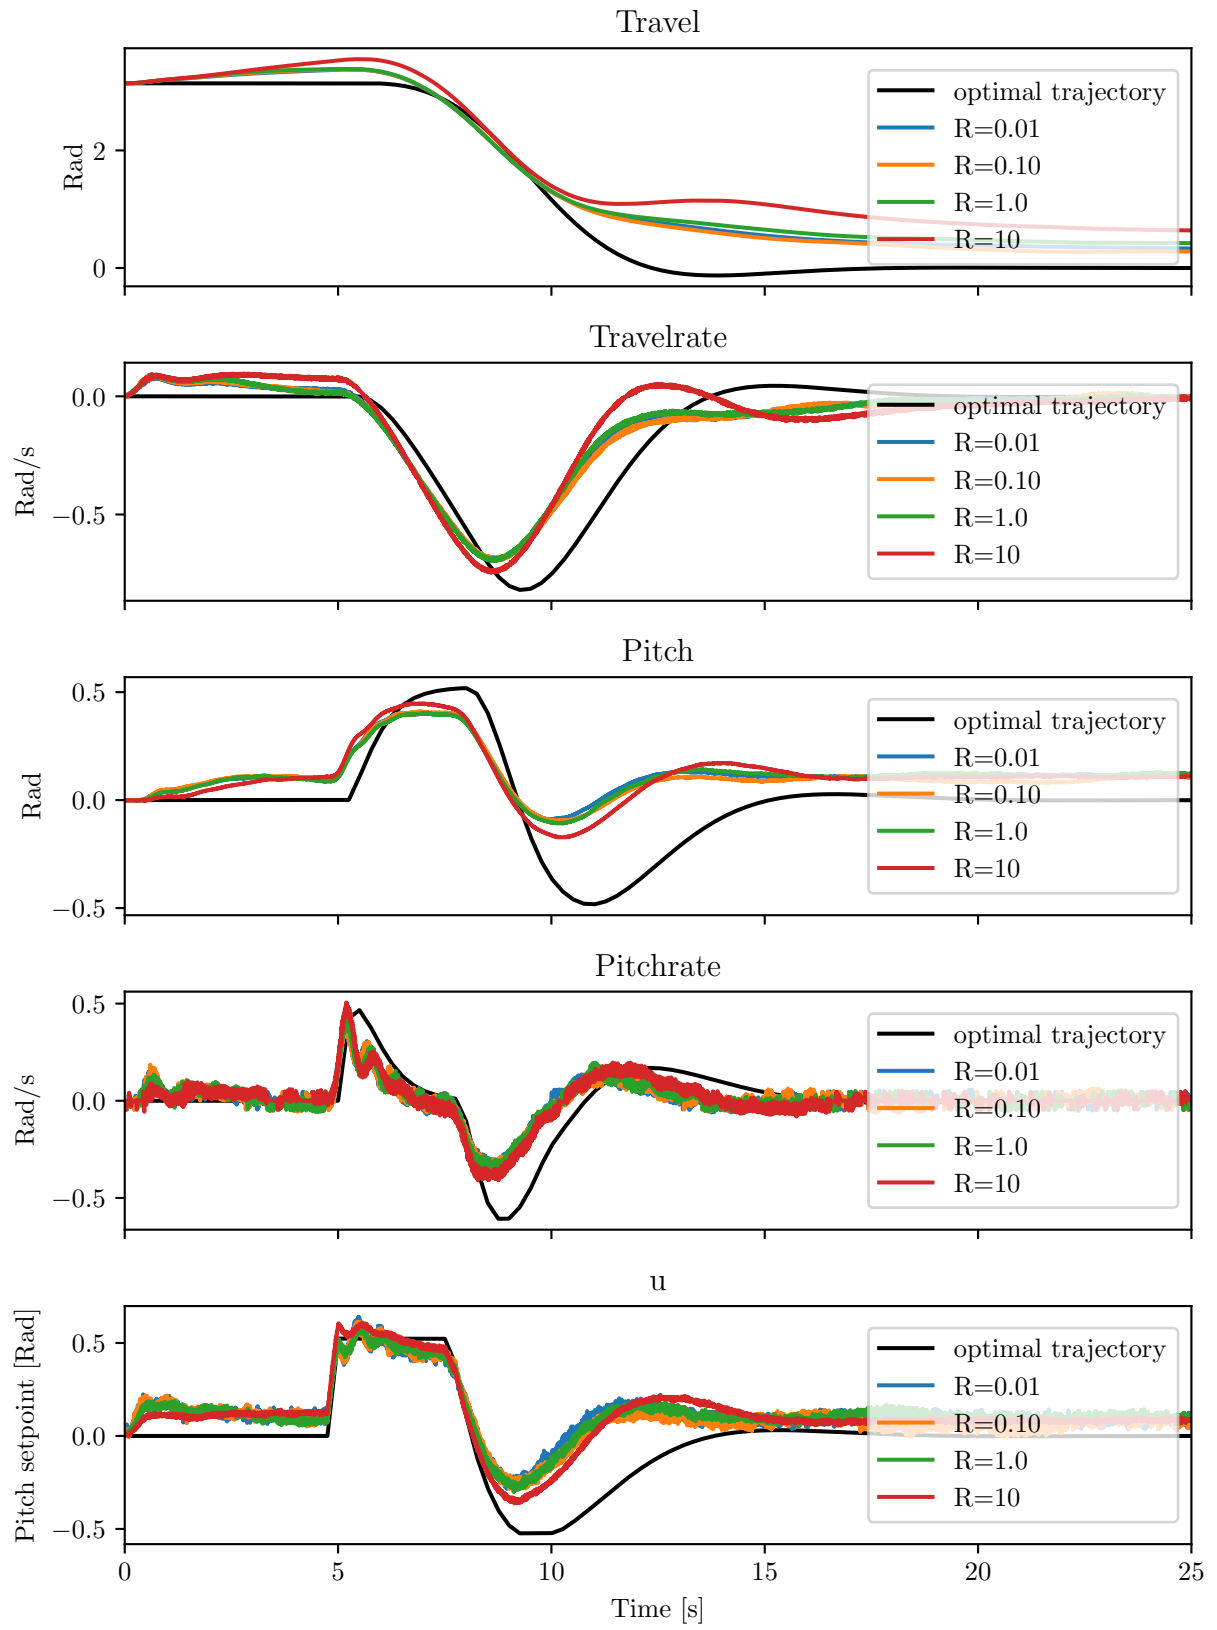 Travel
Rad
2
0
optimal trajectory
R=0.01
R=0.10
R=1.0
R=10
Travelrate
Rad/s
0.0
−0.5
optimal trajectory
R=0.01
R=0.10
R=1.0
R=10
Pitch
Rad
0.5
0.0
−0.5
optimal trajectory
R=0.01
R=0.10
R=1.0
R=10
Pitchrate
Rad/s
0.5
0.0
−0.5
optimal trajectory
R=0.01
R=0.10
R=1.0
R=10
u
Pitch setpoint [Rad]
0.5
0.0
−0.5
optimal trajectory
R=0.01
R=0.10
R=1.0
R=10
0 5 10 15 20 25
Time [s]